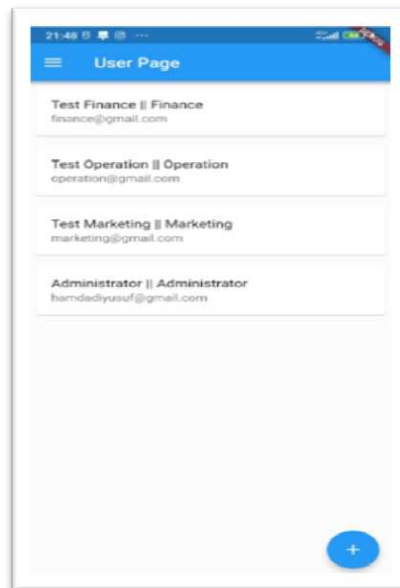 21:48
User Page
Test Finance || Finance
finance@gmail.com
Test Operation || Operation
operation@gmail.com
Test Marketing || Marketing
marketing@gmail.com
Administrator || Administrator
hamdadiyusuf@gmail.com
+